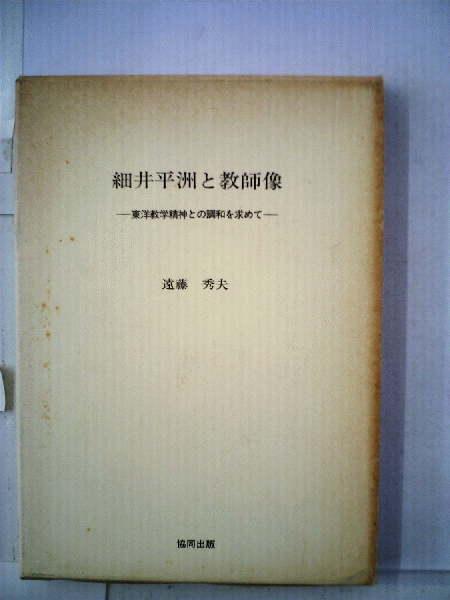 細井平洲と教師像
―東洋教学精神との調和を求めて―
遠藤 秀夫
協同出版